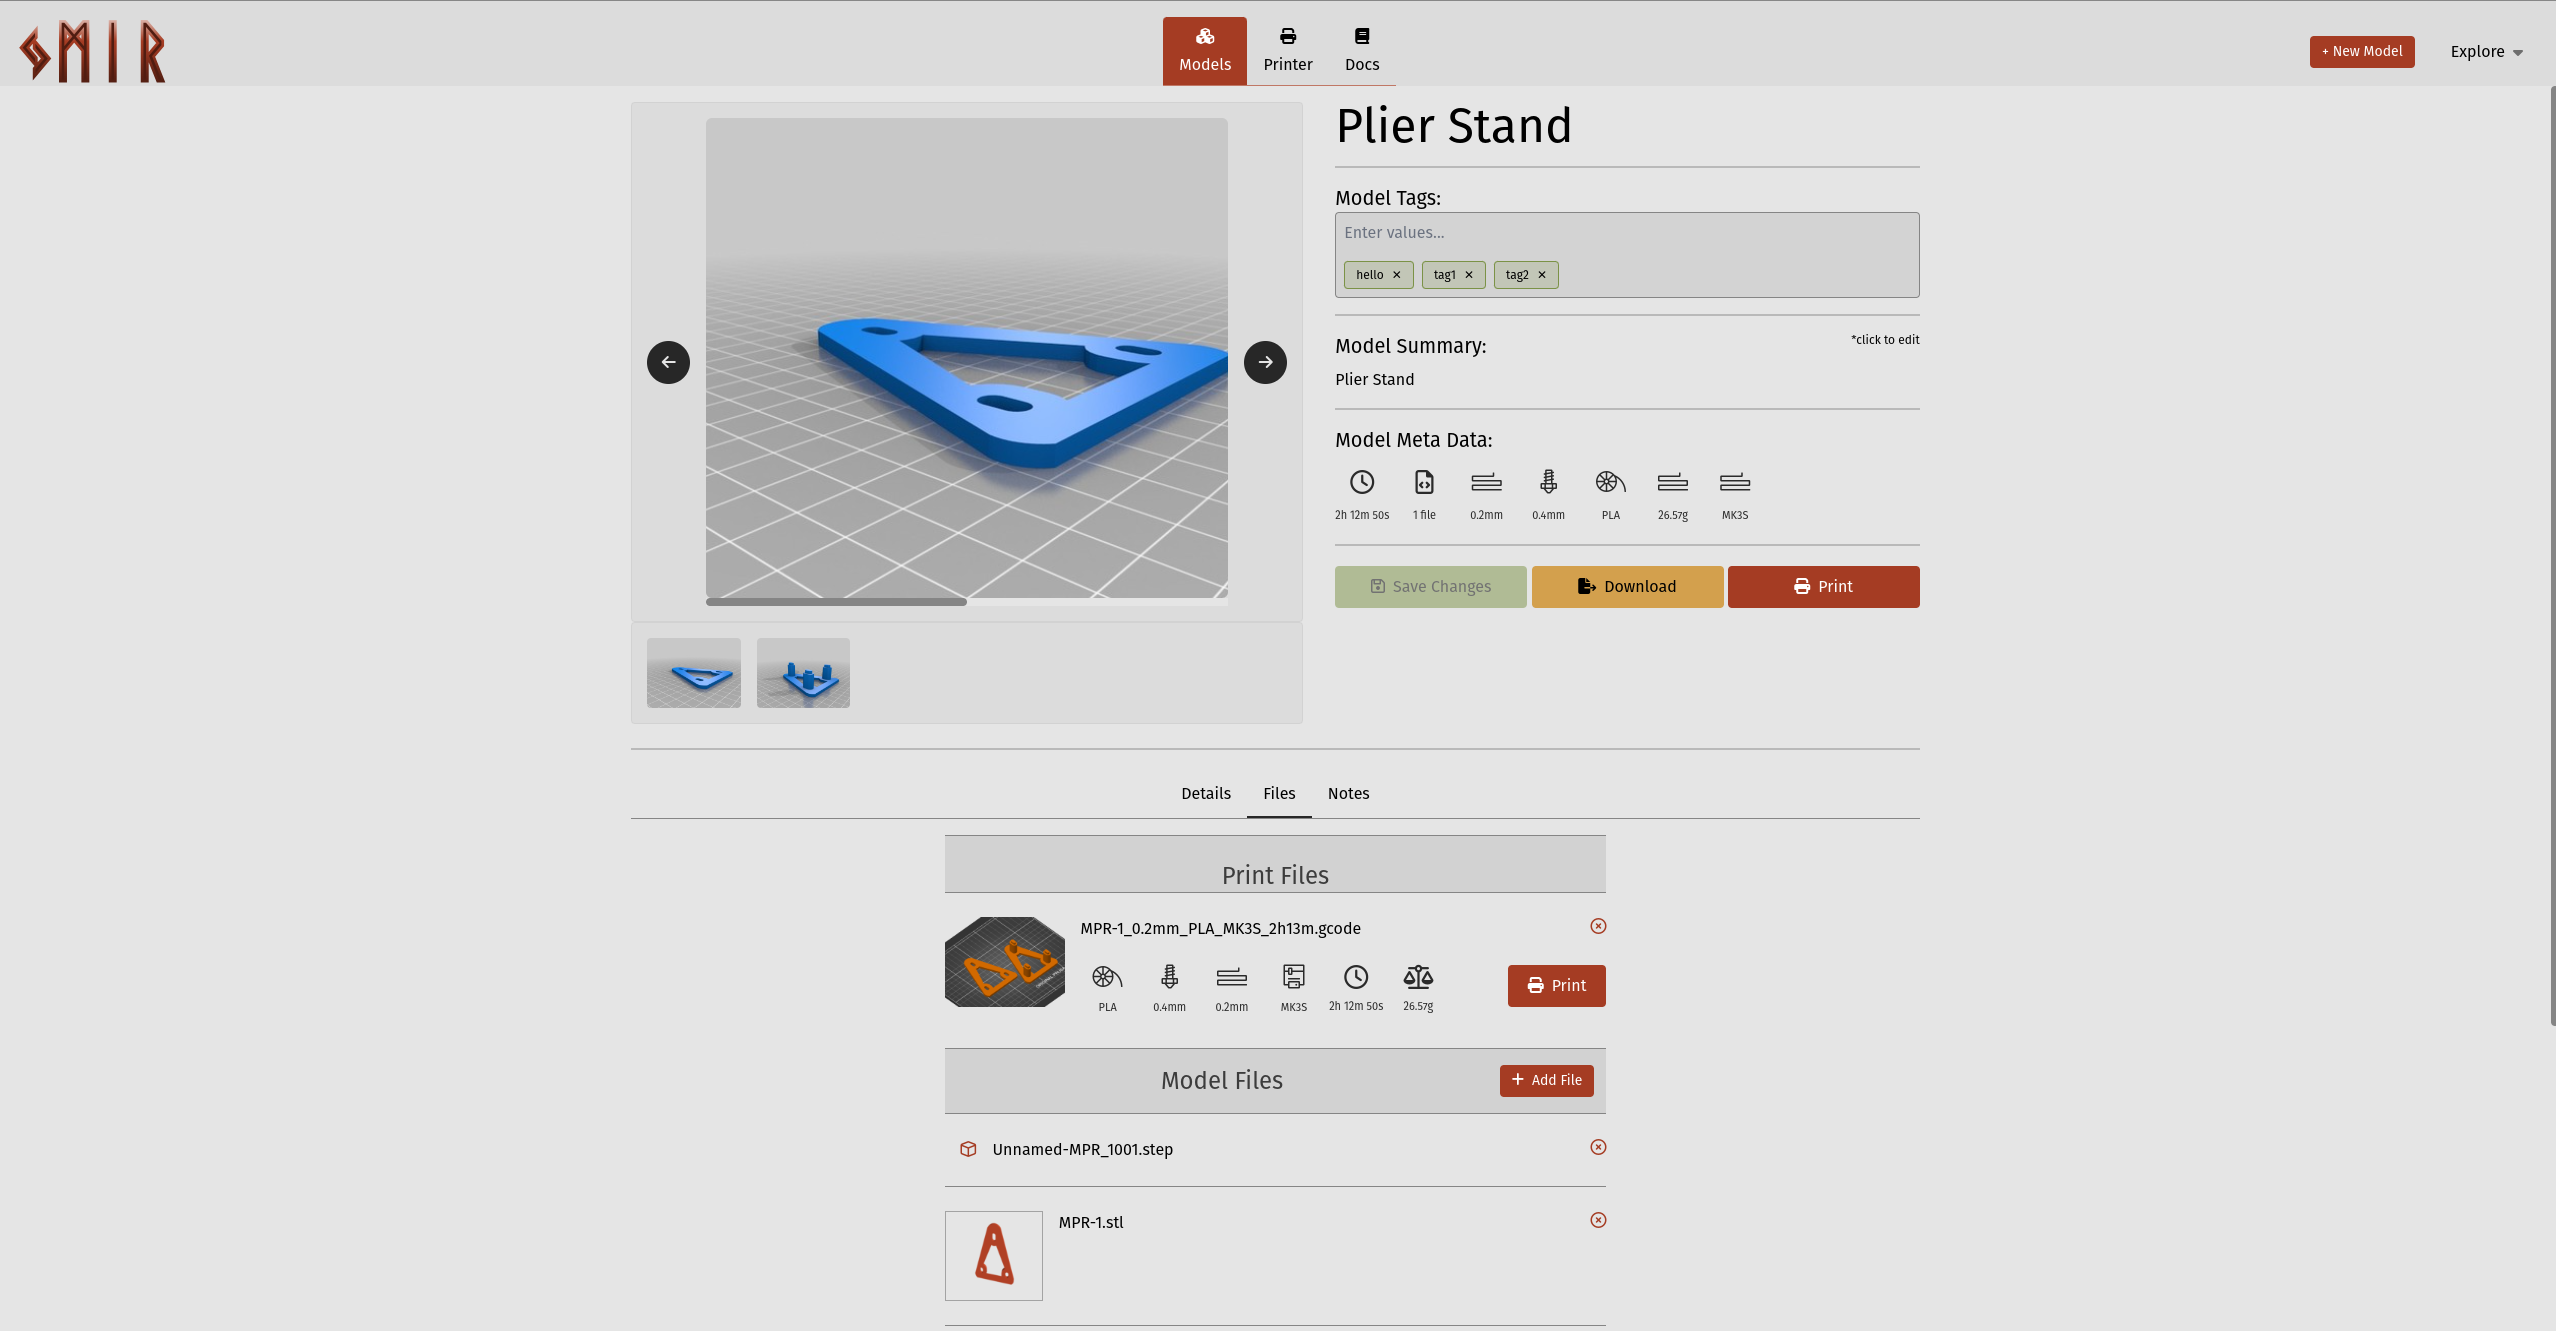 Models
Printer
Docs
+ New Model
Explore
Plier Stand
Model Tags:
Enter values...
hello ×
tag1 ×
tag2 ×
Model Summary:
*click to edit
Plier Stand
Model Meta Data:
2h 12m 50s
1 file
0.2mm
0.4mm
PLA
26.57g
MK3S
Save Changes
Download
Print
Details
Files
Notes
Print Files
MPR-1_0.2mm_PLA_MK3S_2h13m.gcode
PLA
0.4mm
0.2mm
MK3S
2h 12m 50s
26.57g
Print
Model Files
+ Add File
Unnamed-MPR_1001.step
MPR-1.stl